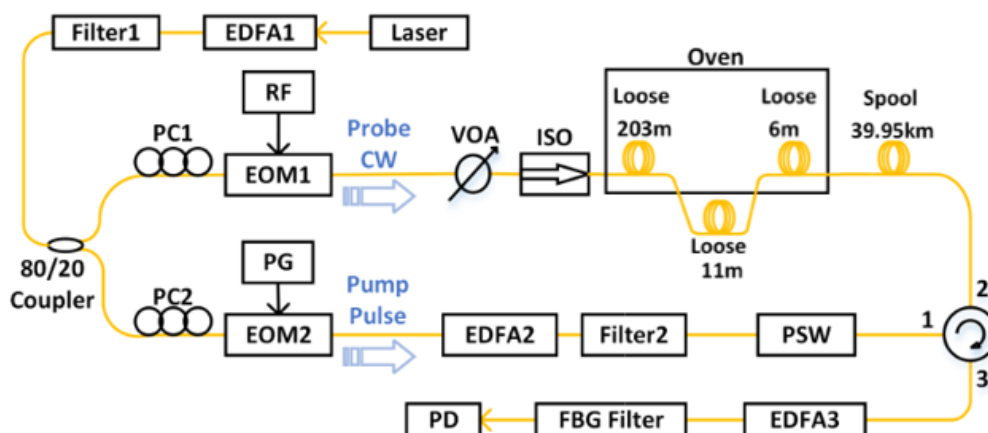 Filter1
EDFA1
Laser
RF
PC1
EOM1
Probe
CW
VOA
ISO
Oven
Loose
203m
Loose
6m
Loose
11m
Spool
39.95km
80/20
Coupler
PG
PC2
EOM2
Pump
Pulse
EDFA2
Filter2
PSW
1
2
3
PD
FBG Filter
EDFA3